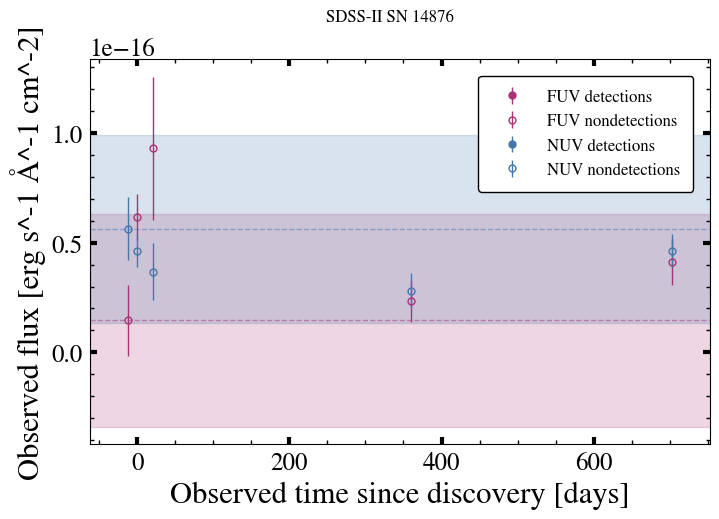 SDSS-II SN 14876
1e−16
Observed flux [erg s^-1 Å^-1 cm^-2]
1.0
0.5
0.0
FUV detections
FUV nondetections
NUV detections
NUV nondetections
0 200 400 600
Observed time since discovery [days]